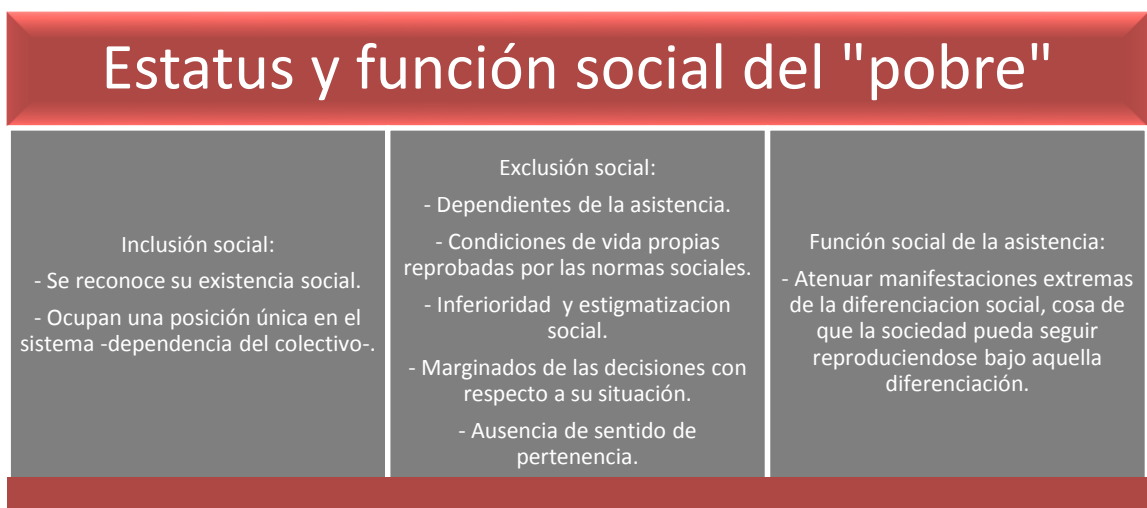 Estatus y función social del "pobre"
Inclusión social:
- Se reconoce su existencia social.
- Ocupan una posición única en el
sistema -dependencia del colectivo-.
Exclusión social:
- Dependientes de la asistencia.
- Condiciones de vida propias
reprobadas por las normas sociales.
- Inferioridad y estigmatizacion
social.
- Marginados de las decisiones con
respecto a su situación.
- Ausencia de sentido de
pertenencia.
Función social de la asistencia:
- Atenuar manifestaciones extremas
de la diferenciacion social, cosa de
que la sociedad pueda seguir
reproduciendose bajo aquella
diferenciación.